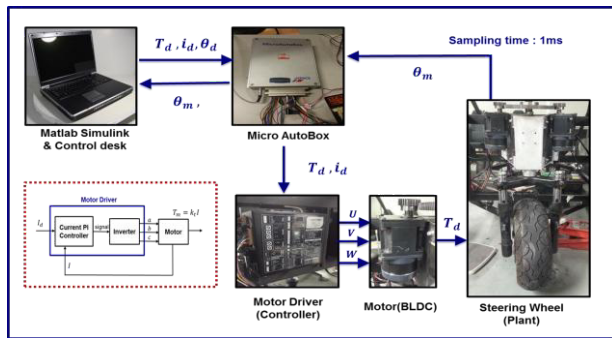 T_d , i_d, θ_d
Sampling time : 1ms
θ_m ,
θ_m
Matlab Simulink
& Control desk
Micro AutoBox
T_d , i_d
Motor Driver
I_d
Current PI
Controller
signal
Inverter
a
b
c
T_m = k_t I
Motor
I
U
V
W
T_d
Motor Driver
(Controller)
Motor(BLDC)
Steering Wheel
(Plant)